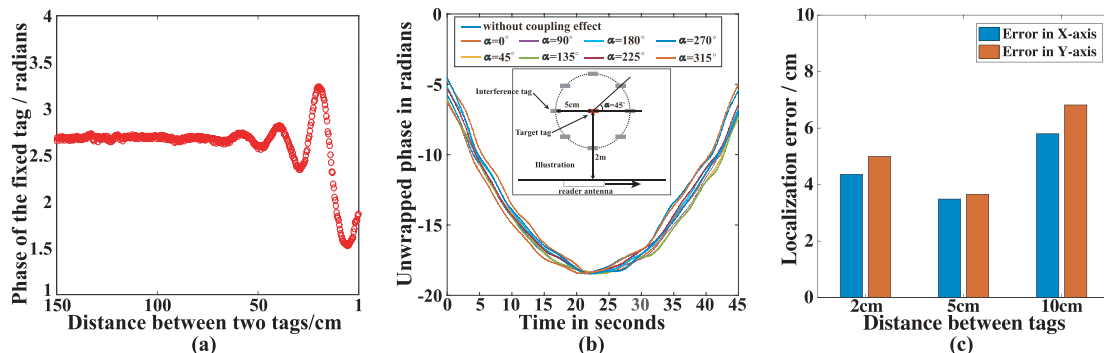 Phase of the fixed tag / radians
4
3.5
3
2.5
2
1.5
1
150 100 50 1
Distance between two tags/cm
(a)
Unwrapped phase in radians
−0
−5
−10
−15
−20
without coupling effect
α=0° α=90° α=180° α=270°
α=45° α=135° α=225° α=315°
Interference tag
5cm
α=45°
Target tag
2m
Illustration
reader antenna
0 5 10 15 20 25 30 35 40 45
Time in seconds
(b)
Localization error / cm
10
8
6
4
2
0
Error in X-axis
Error in Y-axis
2cm 5cm 10cm
Distance between tags
(c)